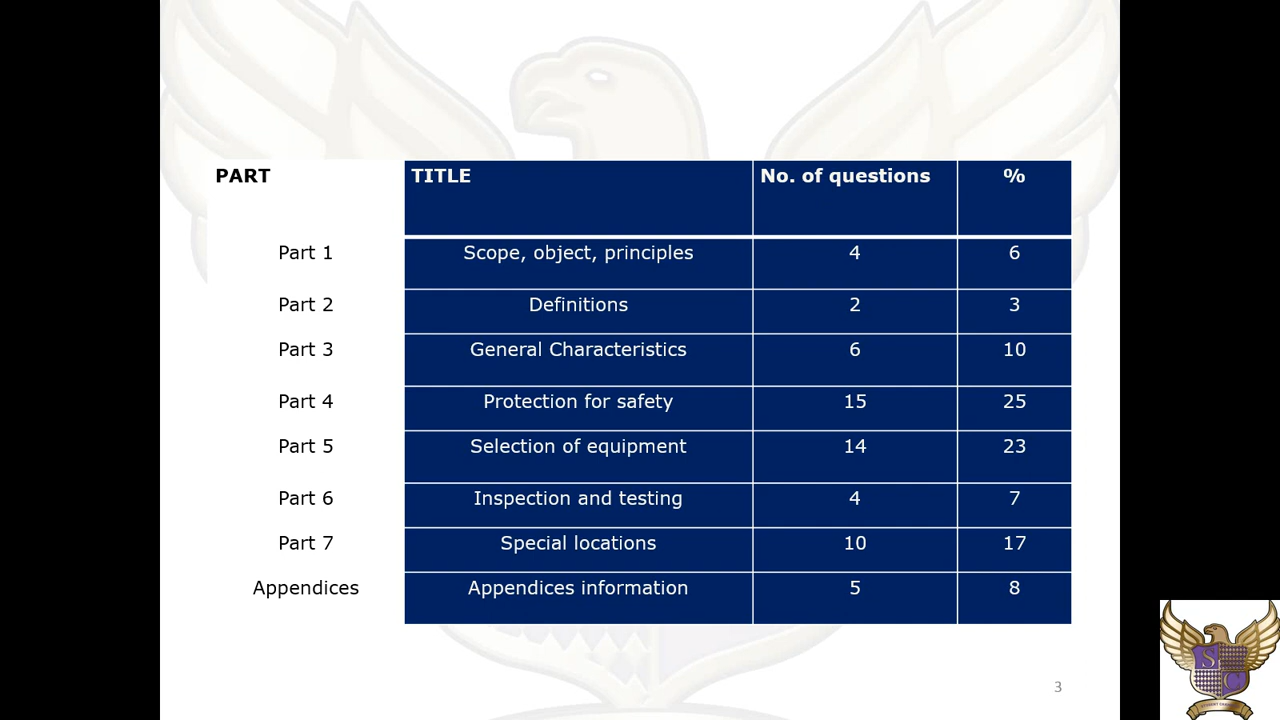 PART TITLE No. of questions %
Part 1 Scope, object, principles 4 6
Part 2 Definitions 2 3
Part 3 General Characteristics 6 10
Part 4 Protection for safety 15 25
Part 5 Selection of equipment 14 23
Part 6 Inspection and testing 4 7
Part 7 Special locations 10 17
Appendices Appendices information 5 8
3
S
C